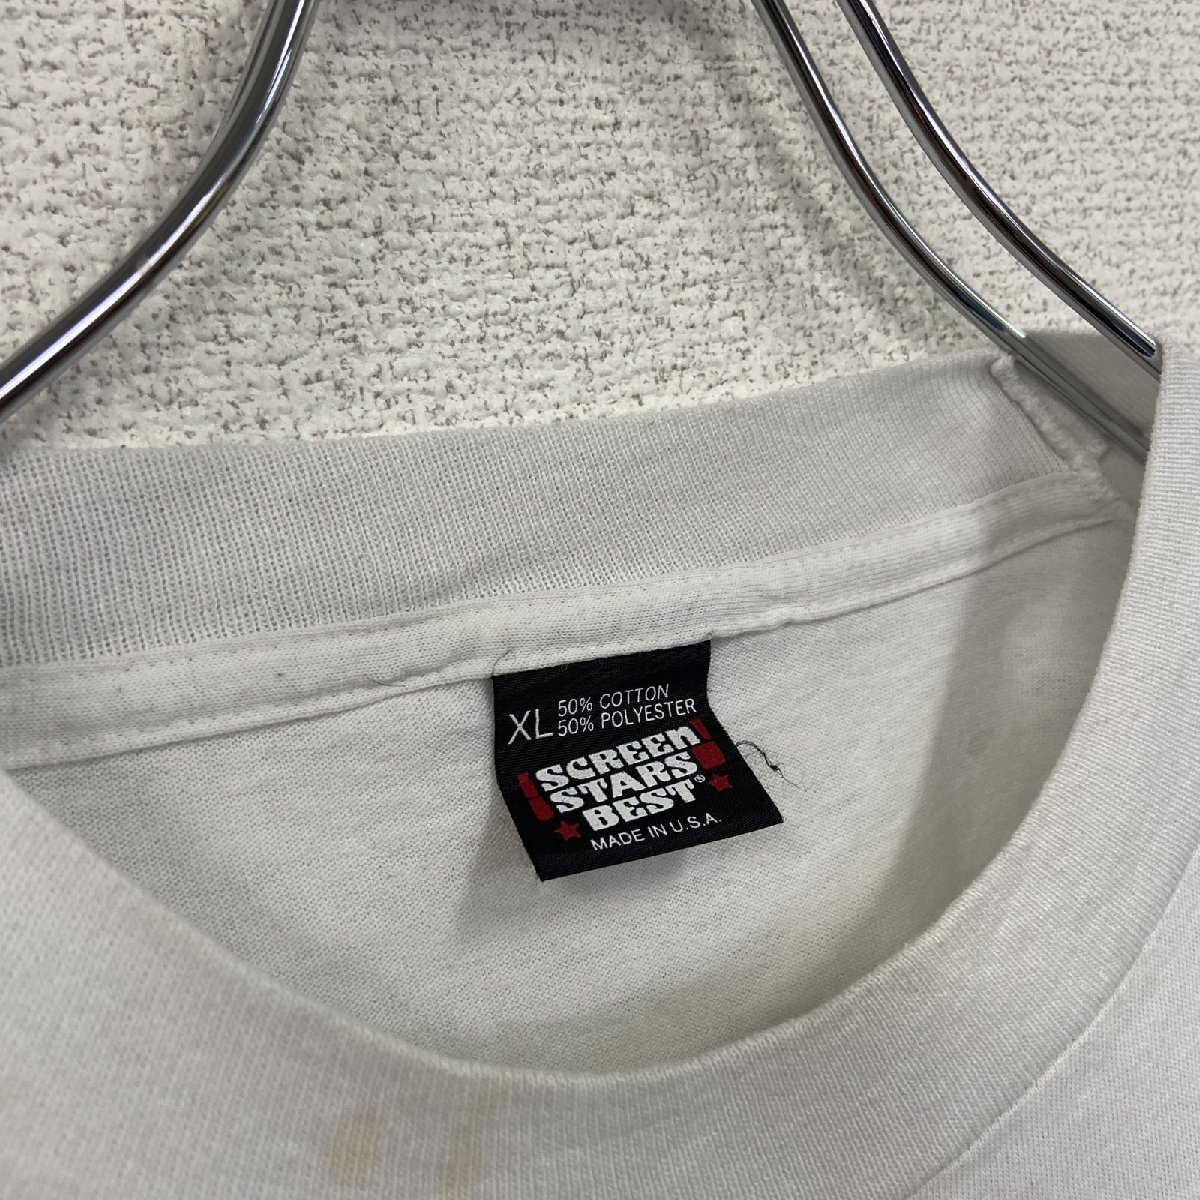 XL 50% COTTON
50% POLYESTER
SCREEN
STARS
BEST®
MADE IN U.S.A.